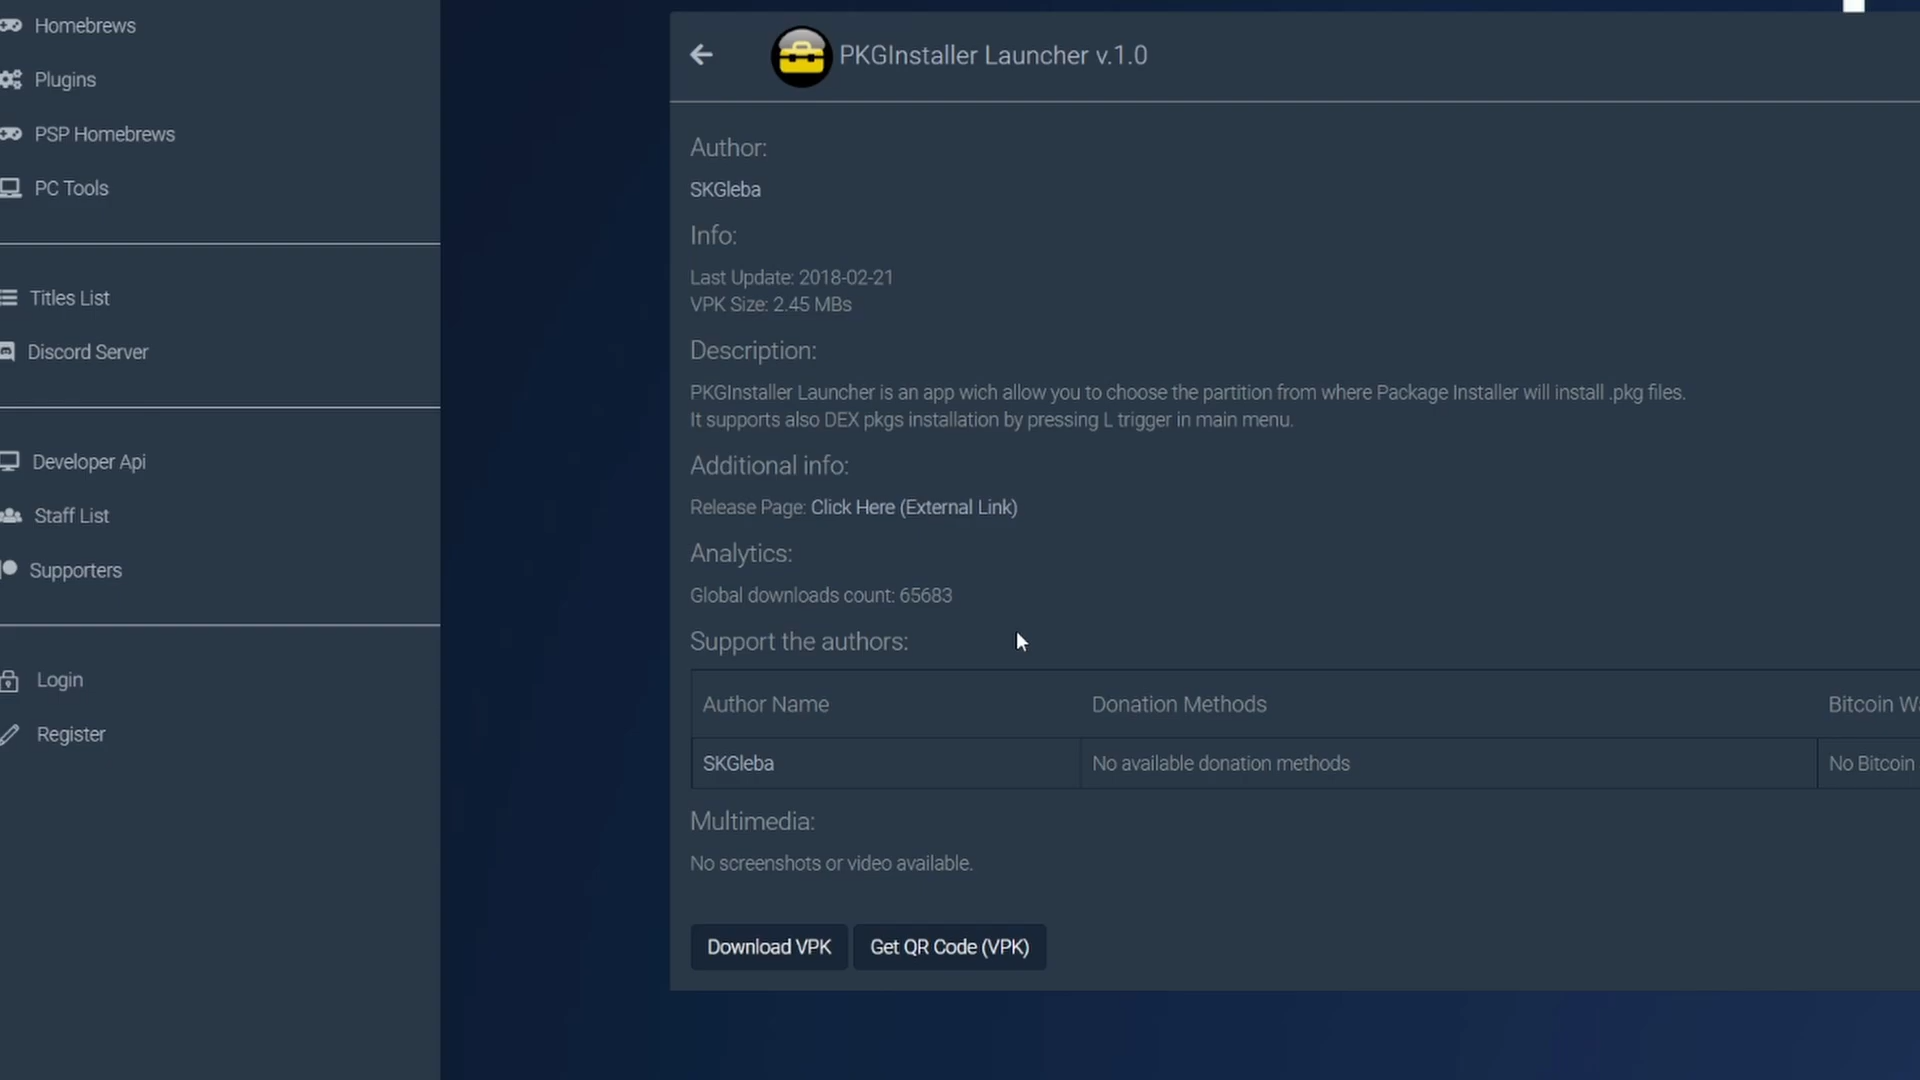 Homebrews
Plugins
PSP Homebrews
PC Tools
Titles List
Discord Server
Developer Api
Staff List
Supporters
Login
Register
PKGInstaller Launcher v.1.0
Author:
SKGleba
Info:
Last Update: 2018-02-21
VPK Size: 2.45 MBs
Description:
PKGInstaller Launcher is an app wich allow you to choose the partition from where Package Installer will install .pkg files.
It supports also DEX pkgs installation by pressing L trigger in main menu.
Additional info:
Release Page: Click Here (External Link)
Analytics:
Global downloads count: 65683
Support the authors:
Author Name Donation Methods Bitcoin Wa
SKGleba No available donation methods No Bitcoin
Multimedia:
No screenshots or video available.
Download VPK Get QR Code (VPK)